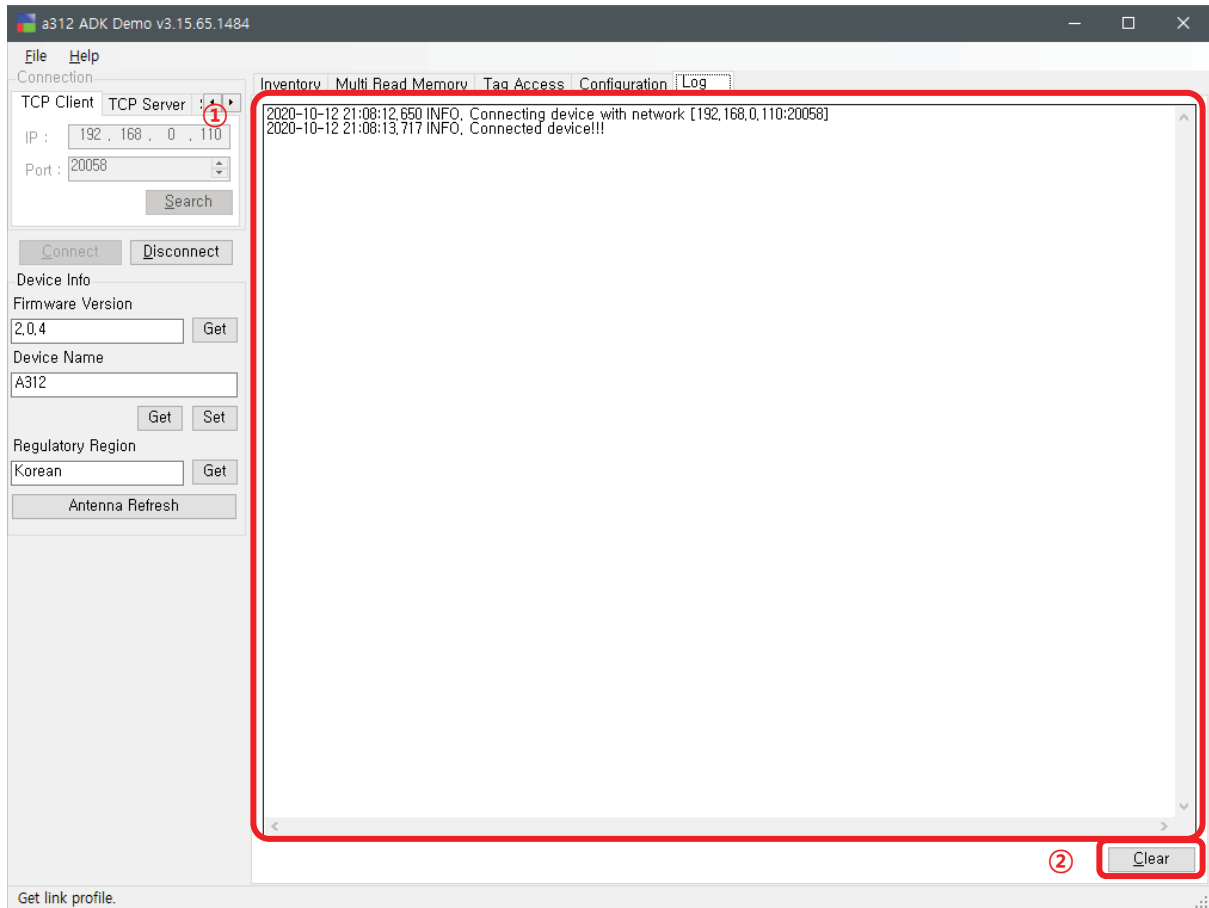 a312 ADK Demo v3.15.65.1484
File Help
Connection
TCP Client TCP Server
①
IP : 192 . 168 . 0 . 110
Port : 20058
Search
Connect Disconnect
Device Info
Firmware Version
2,0,4 Get
Device Name
A312
Get Set
Regulatory Region
Korean Get
Antenna Refresh
Inventory Multi Read Memory Tag Access Configuration Log
2020-10-12 21:08:12,650 INFO, Connecting device with network [192,168,0,110:20058]
2020-10-12 21:08:13,717 INFO, Connected device!!!
② Clear
Get link profile.